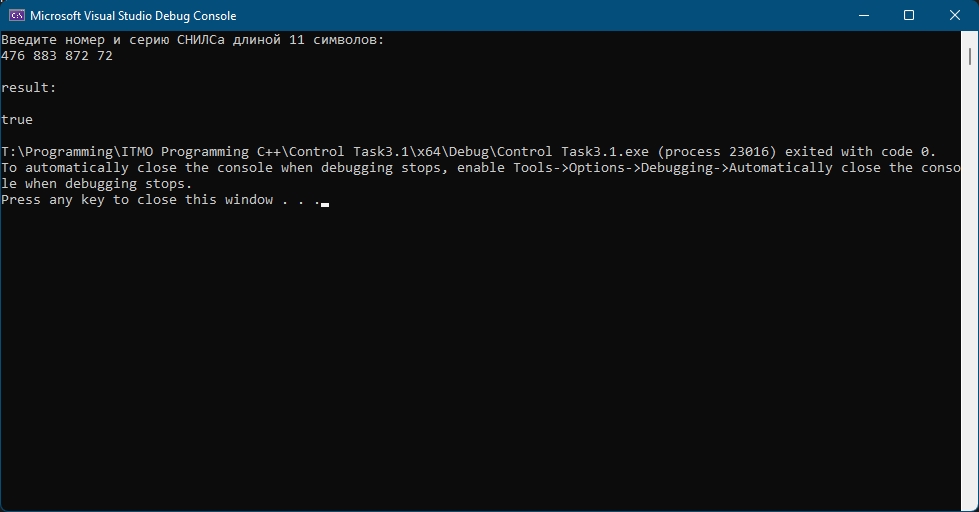 Microsoft Visual Studio Debug Console
Введите номер и серию СНИЛСа длиной 11 символов:
476 883 872 72
result:
true
T:\Programming\ITMO Programming C++\Control Task3.1\x64\Debug\Control Task3.1.exe (process 23016) exited with code 0.
To automatically close the console when debugging stops, enable Tools->Options->Debugging->Automatically close the conso
le when debugging stops.
Press any key to close this window . . .